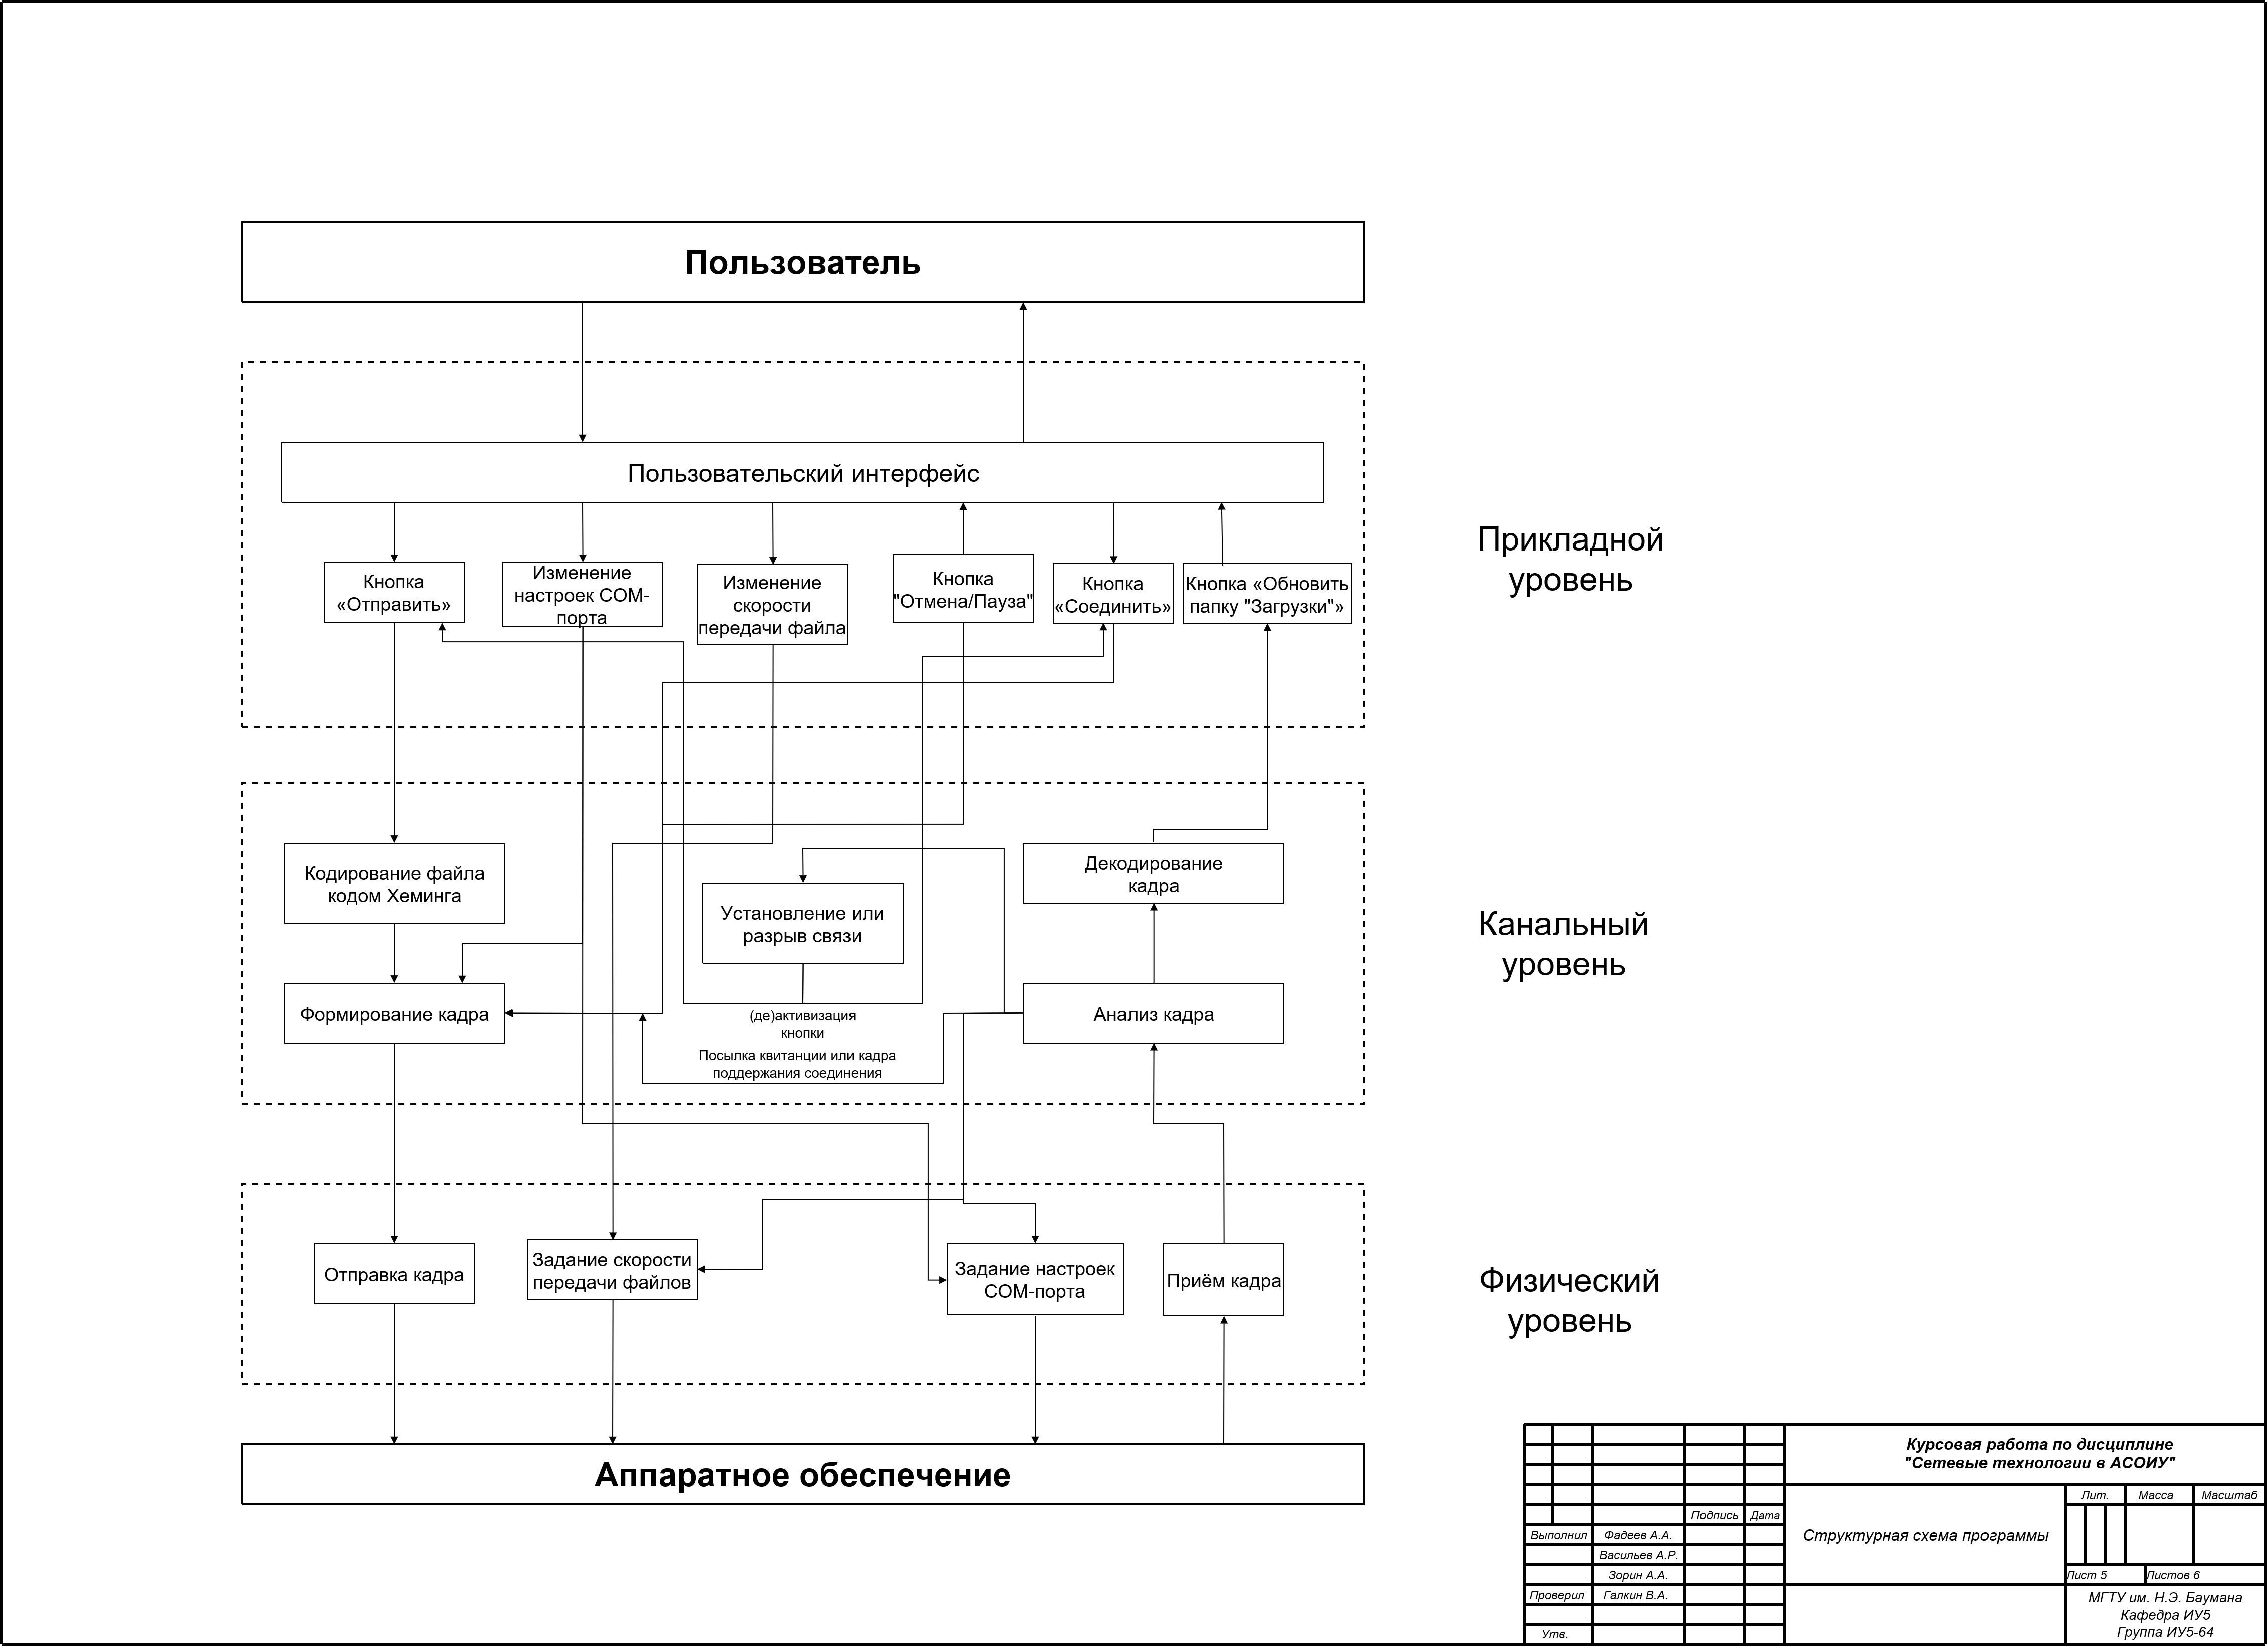 Пользователь
Пользовательский интерфейс
Кнопка
«Отправить»
Изменение
настроек COM-
порта
Изменение
скорости
передачи файла
Кнопка
"Отмена/Пауза"
Кнопка
«Соединить»
Кнопка «Обновить
папку "Загрузки"»
Прикладной
уровень
Кодирование файла
кодом Хеминга
Установление или
разрыв связи
Декодирование
кадра
Канальный
уровень
Формирование кадра
(де)активизация
кнопки
Посылка квитанции или кадра
поддержания соединения
Анализ кадра
Отправка кадра
Задание скорости
передачи файлов
Задание настроек
COM-порта
Приём кадра
Физический
уровень
Аппаратное обеспечение
Курсовая работа по дисциплине
"Сетевые технологии в АСОИУ"
Лит.
Масса
Масштаб
Подпись
Дата
Выполнил
Фадеев А.А.
Структурная схема программы
Васильев А.Р.
Зорин А.А.
Лист 5
Листов 6
Проверил
Галкин В.А.
МГТУ им. Н.Э. Баумана
Кафедра ИУ5
Группа ИУ5-64
Утв.